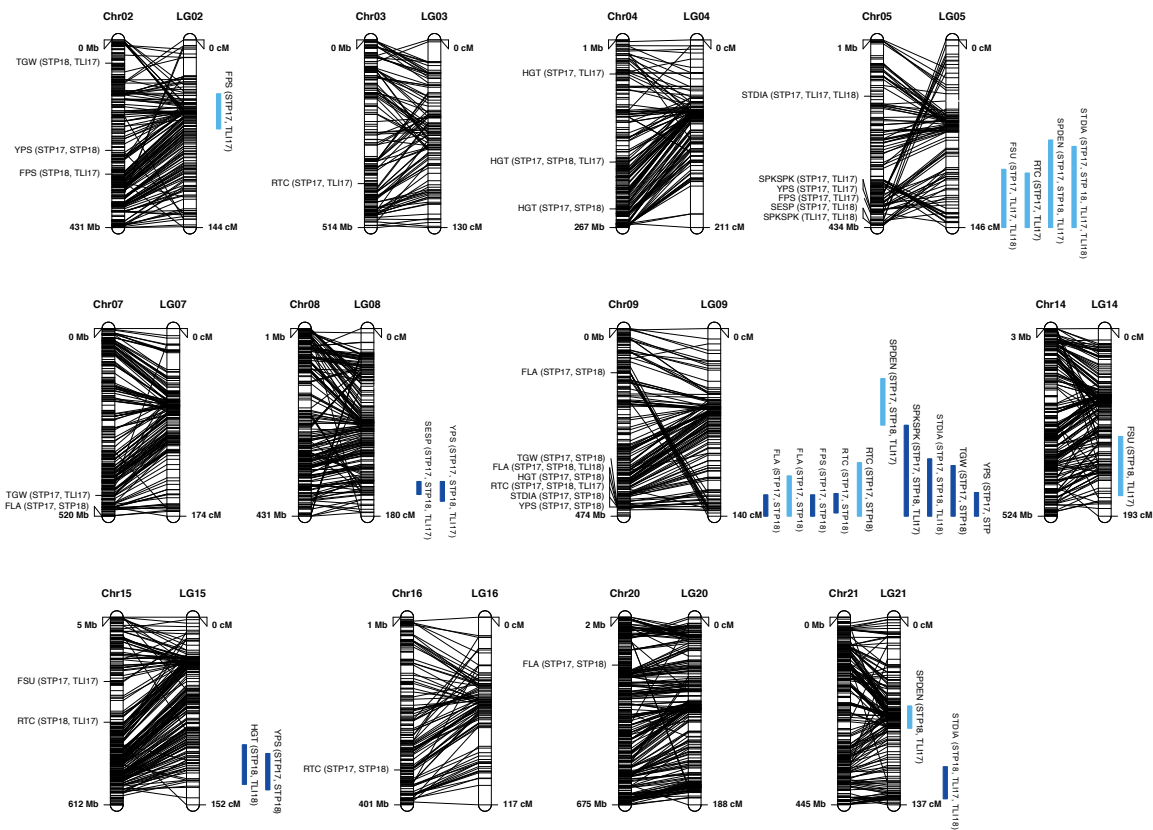 Chr02 LG02
0 Mb 0 cM
TGW (STP18, TLI17)
YPS (STP17, STP18)
FPS (STP18, TLI17)
431 Mb 144 cM
FPS (STP17, TLI17)
Chr03 LG03
0 Mb 0 cM
RTC (STP17, TLI17)
514 Mb 130 cM
Chr04 LG04
1 Mb 0 cM
HGT (STP17, TLI17)
HGT (STP17, STP18, TLI17)
HGT (STP17, STP18)
267 Mb 211 cM
Chr05 LG05
1 Mb 0 cM
STDIA (STP17, TLI17, TLI18)
SPKSPK (STP17, TLI17)
YPS (STP17, TLI17)
FPS (STP17, TLI17)
SESP (STP17, TLI18)
SPKSPK (TLI17, TLI18)
434 Mb 146 cM
FSU (STP17, TLI17, TLI18)
RTC (STP17, TLI17)
SPDEN (STP17, STP18, TLI17)
STDIA (STP17, STP18, TLI17, TLI18)
Chr07 LG07
0 Mb 0 cM
TGW (STP17, TLI17)
FLA (STP17, STP18)
520 Mb 174 cM
Chr08 LG08
1 Mb 0 cM
431 Mb 180 cM
SESP (STP17, STP18, TLI17)
YPS (STP17, STP18, TLI17)
Chr09 LG09
0 Mb 0 cM
FLA (STP17, STP18)
TGW (STP17, STP18)
FLA (STP17, STP18, TLI18)
HGT (STP17, STP18)
RTC (STP17, STP18, TLI17)
STDIA (STP17, STP18)
YPS (STP17, STP18)
474 Mb 140 cM
FLA (STP17, STP18)
FLA (STP17, STP18)
FPS (STP17, STP18)
RTC (STP17, STP18)
RTC (STP17, STP18)
SPDEN (STP17, STP18, TLI17)
SPKSPK (STP17, STP18, TLI17)
STDIA (STP17, STP18, TLI18)
TGW (STP17, STP18)
YPS (STP17, STP
Chr14 LG14
3 Mb 0 cM
524 Mb 193 cM
FSU (STP18, TLI17)
Chr15 LG15
5 Mb 0 cM
FSU (STP17, TLI17)
RTC (STP18, TLI17)
612 Mb 152 cM
HGT (STP18, TLI18)
YPS (STP17, STP18)
Chr16 LG16
1 Mb 0 cM
RTC (STP17, STP18)
401 Mb 117 cM
Chr20 LG20
2 Mb 0 cM
FLA (STP17, STP18)
675 Mb 188 cM
Chr21 LG21
0 Mb 0 cM
445 Mb 137 cM
SPDEN (STP18, TLI17)
STDIA (STP18, TLI17, TLI18)